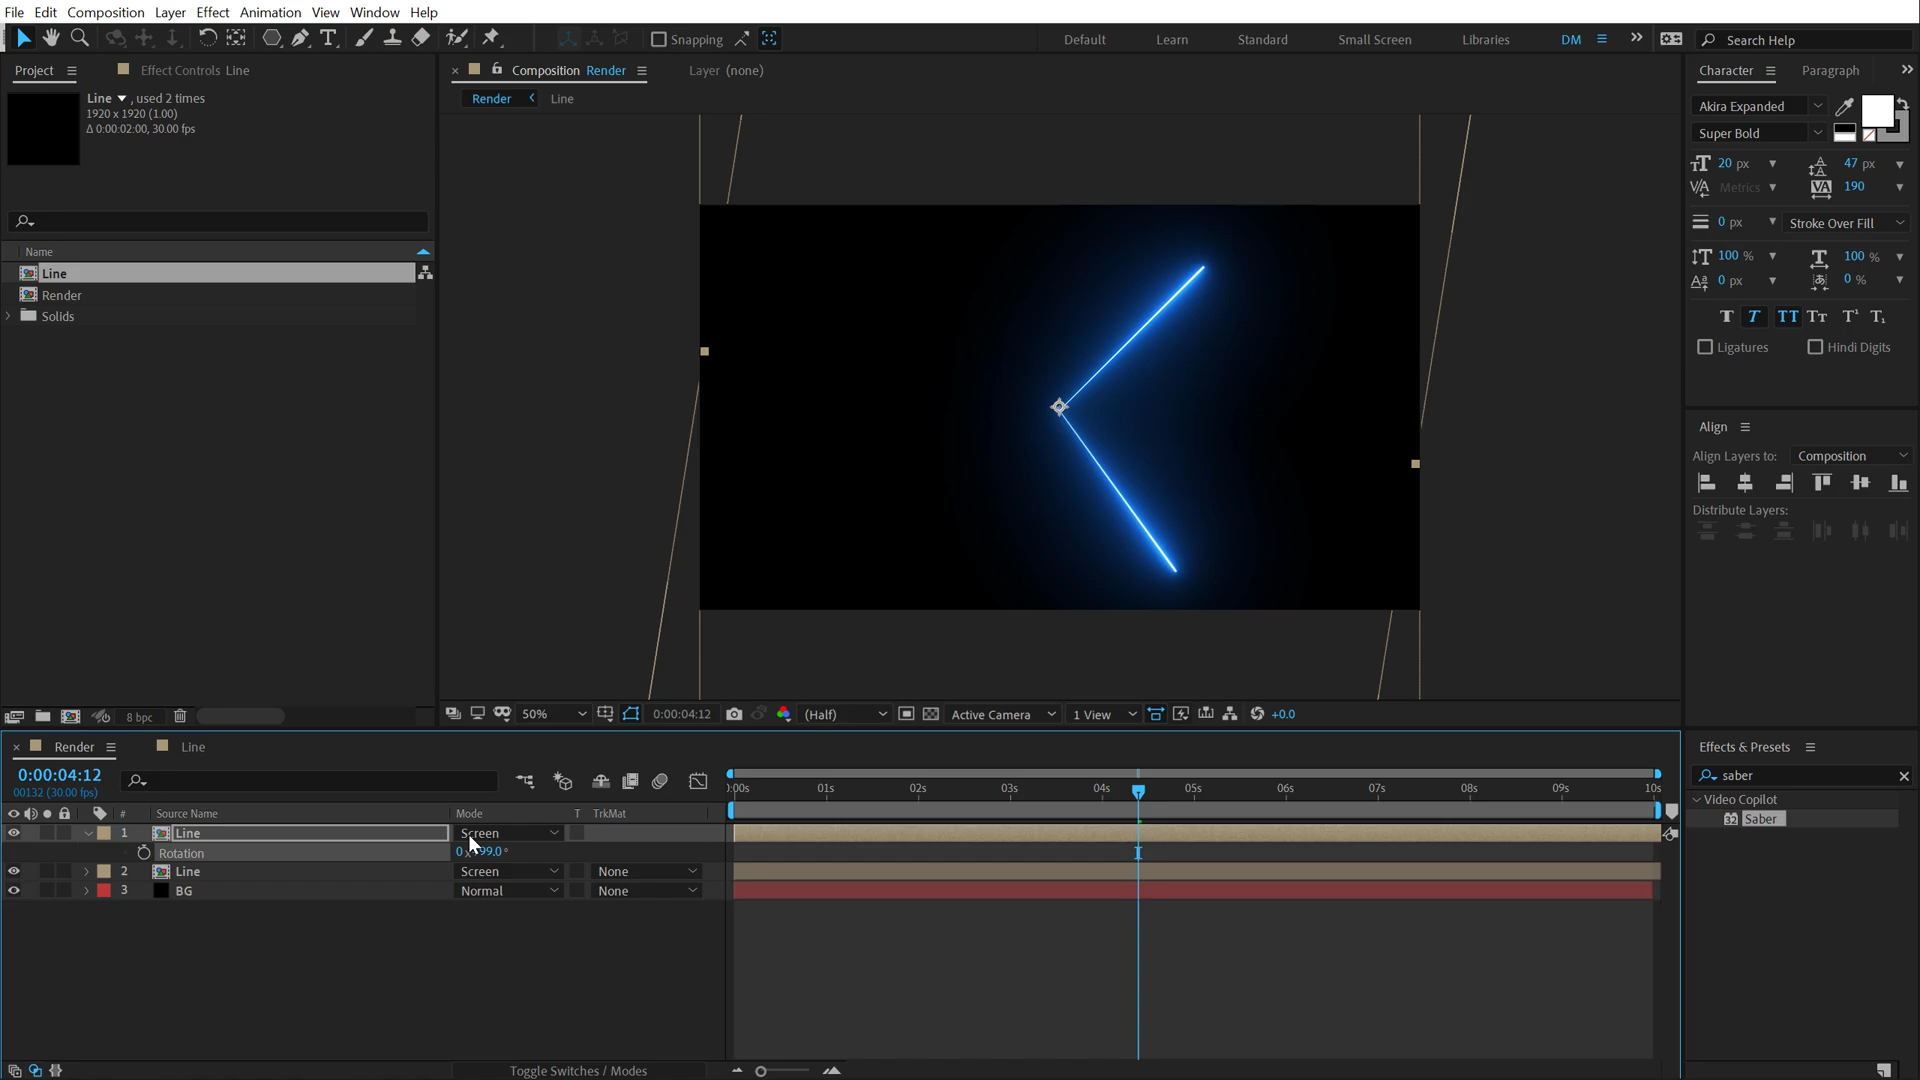 File Edit Composition Layer Effect Animation View Window Help
Snapping Default Learn Standard Small Screen Libraries DM Search Help
Project Effect Controls Line
Composition Render Layer (none)
Character Paragraph
Line , used 2 times
1920 x 1920 (1.00)
Δ 0:00:02:00, 30.00 fps
Render Line
Akira Expanded
Super Bold
20 px 47 px
Metrics 190
0 px Stroke Over Fill
100 % 100 %
0 px 0 %
Ligatures Hindi Digits
Name
Line
Render
Solids
Align
Align Layers to: Composition
Distribute Layers:
8 bpc
50% 0:00:04:12 (Half) Active Camera 1 View +0.0
Render Line
Effects & Presets
0:00:04:12
00132 (30.00 fps)
:00s 01s 02s 03s 04s 05s 06s 07s 08s 09s 10s
saber
Video Copilot
Saber
# Source Name Mode T TrkMat
1 Line Screen
Rotation
2 Line Screen None
3 BG Normal None
Toggle Switches / Modes